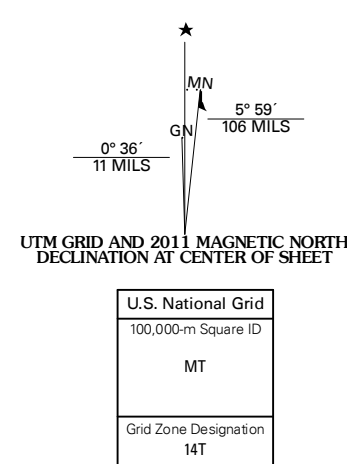 MN
5° 59´
106 MILS
GN
0° 36´
11 MILS
UTM GRID AND 2011 MAGNETIC NORTH
DECLINATION AT CENTER OF SHEET
U.S. National Grid
100,000-m Square ID
MT
Grid Zone Designation
14T